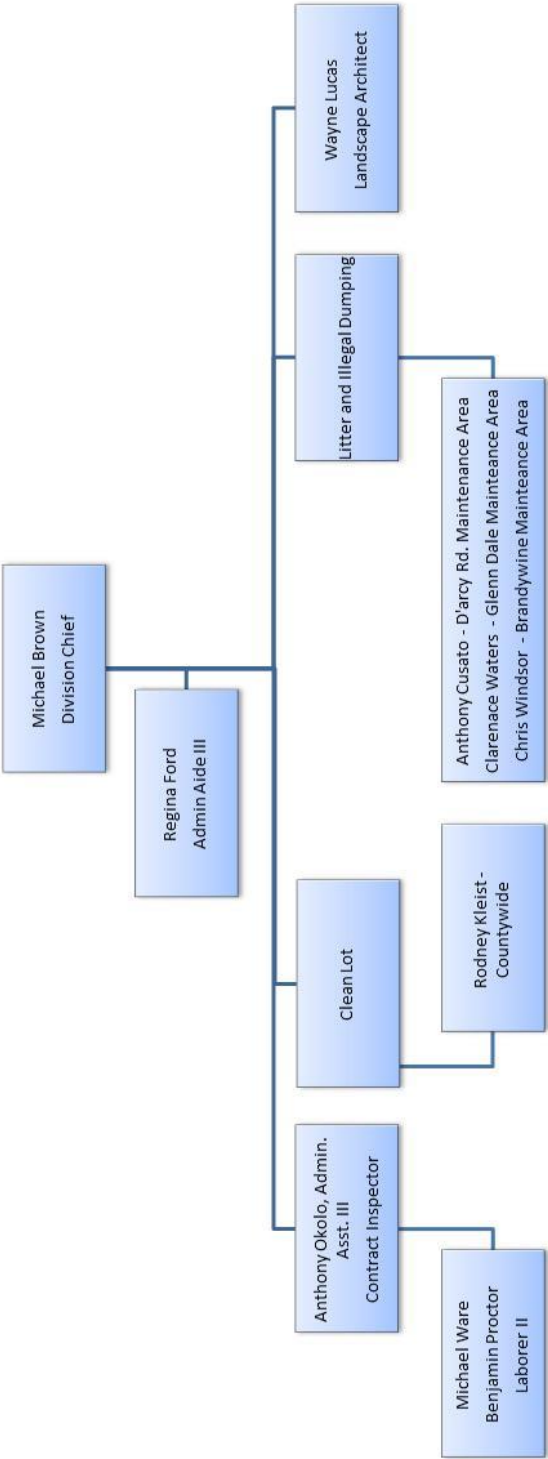 Michael Brown
Division Chief
Regina Ford
Admin Aide III
Anthony Okolo, Admin.
Asst. III
Contract Inspector
Clean Lot
Litter and Illegal Dumping
Wayne Lucas
Landscape Architect
Michael Ware
Benjamin Proctor
Laborer II
Rodney Kleist -
Countywide
Anthony Cusato - D'arcy Rd. Maintenance Area
Clarenace Waters - Glenn Dale Mainteance Area
Chris Windsor - Brandywine Mainteance Area